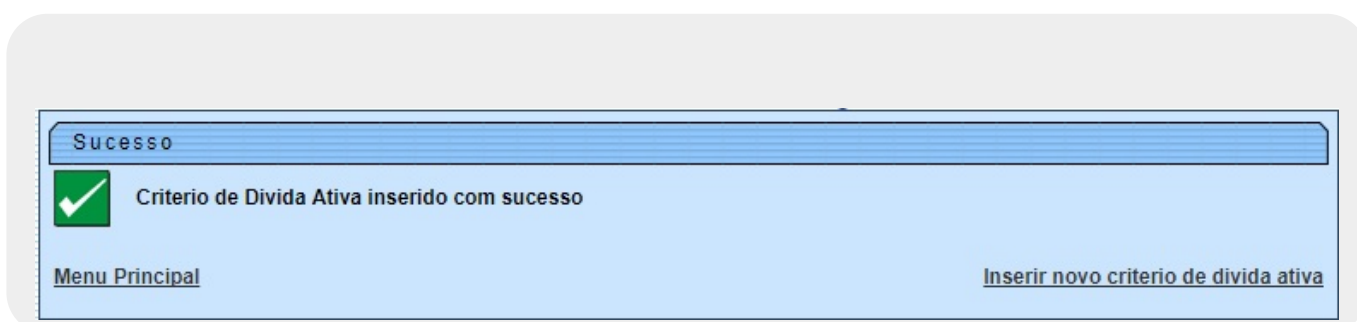 Sucesso
Criterio de Divida Ativa inserido com sucesso
Menu Principal
Inserir novo criterio de divida ativa